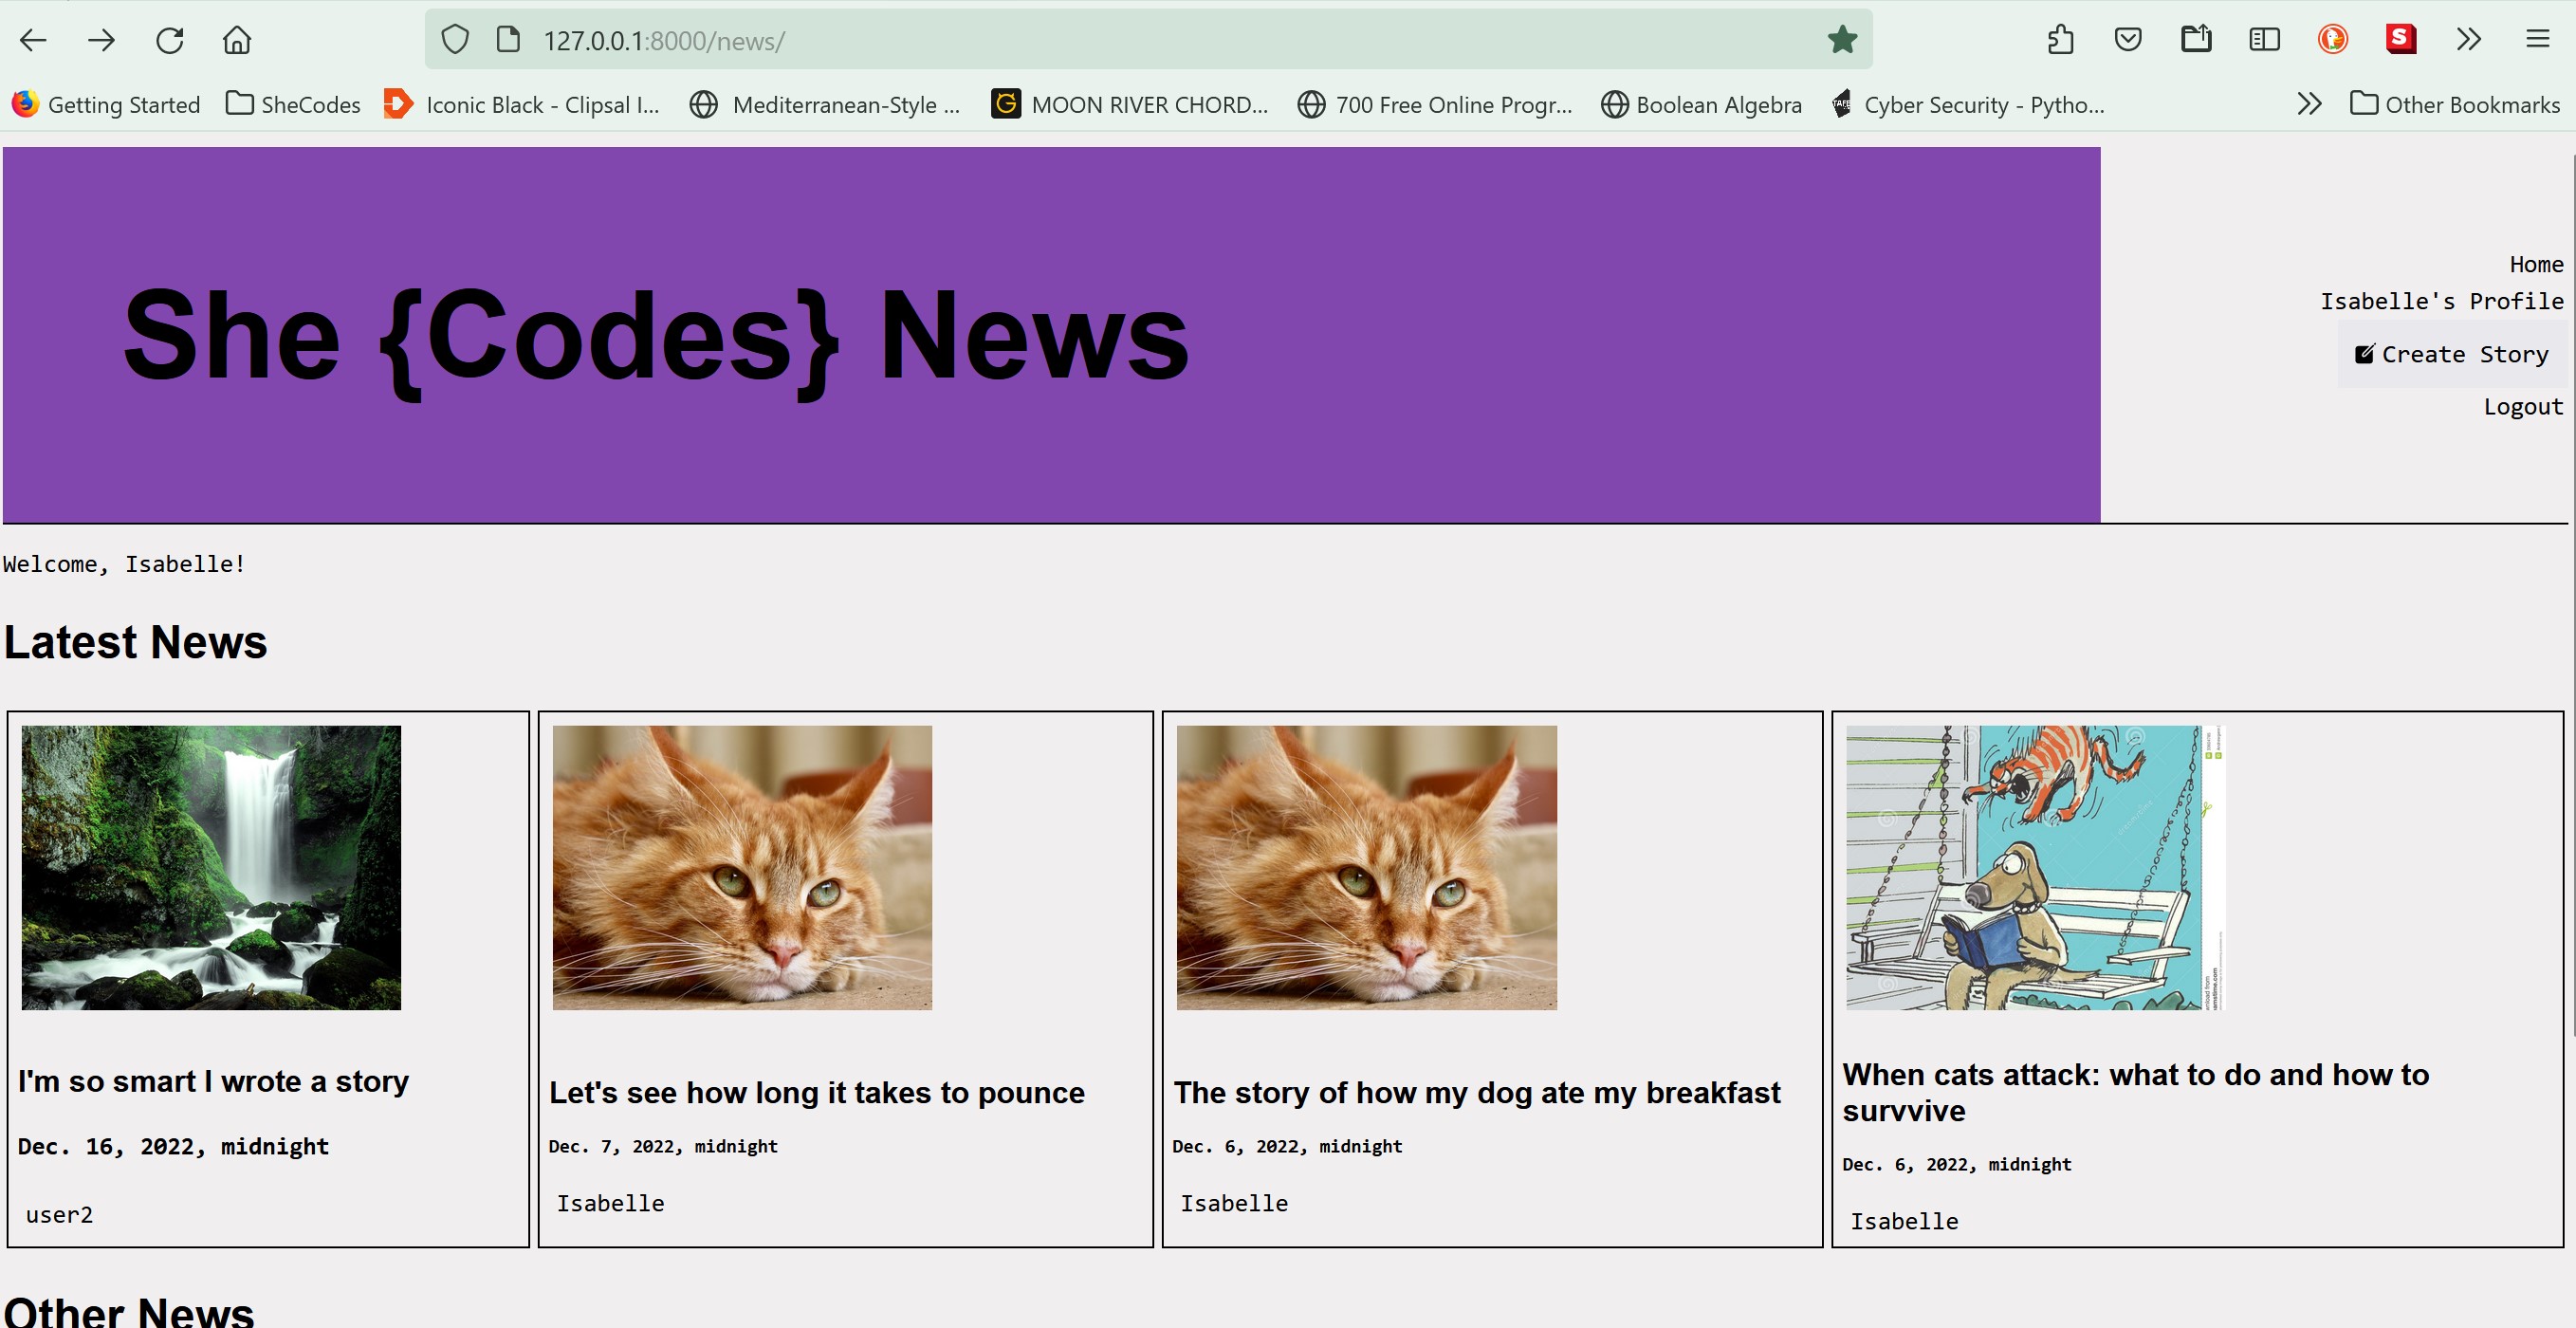 127.0.0.1:8000/news/
Getting Started SheCodes Iconic Black - Clipsal I... Mediterranean-Style ... MOON RIVER CHORD... 700 Free Online Progr... Boolean Algebra Cyber Security - Pytho... Other Bookmarks
She {Codes} News
Home
Isabelle's Profile
Create Story
Logout
Welcome, Isabelle!
Latest News
I'm so smart I wrote a story
Dec. 16, 2022, midnight
user2
Let's see how long it takes to pounce
Dec. 7, 2022, midnight
Isabelle
The story of how my dog ate my breakfast
Dec. 6, 2022, midnight
Isabelle
When cats attack: what to do and how to
survvive
Dec. 6, 2022, midnight
Isabelle
Other News